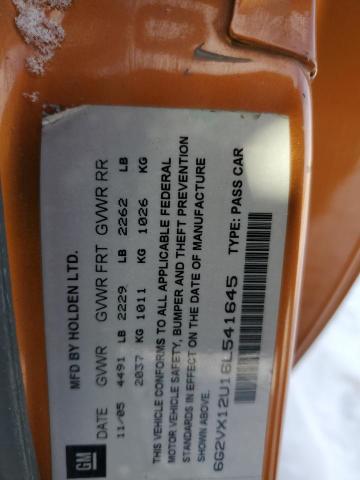 GM
MFD BY HOLDEN LTD.
DATE GVWR GVWR FRT GVWR RR
11/05 4491 LB 2229 LB 2262 LB
2037 KG 1011 KG 1026 KG
THIS VEHICLE CONFORMS TO ALL APPLICABLE FEDERAL
MOTOR VEHICLE SAFETY, BUMPER AND THEFT PREVENTION
STANDARDS IN EFFECT ON THE DATE OF MANUFACTURE
SHOWN ABOVE.
6G2VX12U16L541645 TYPE: PASS CAR